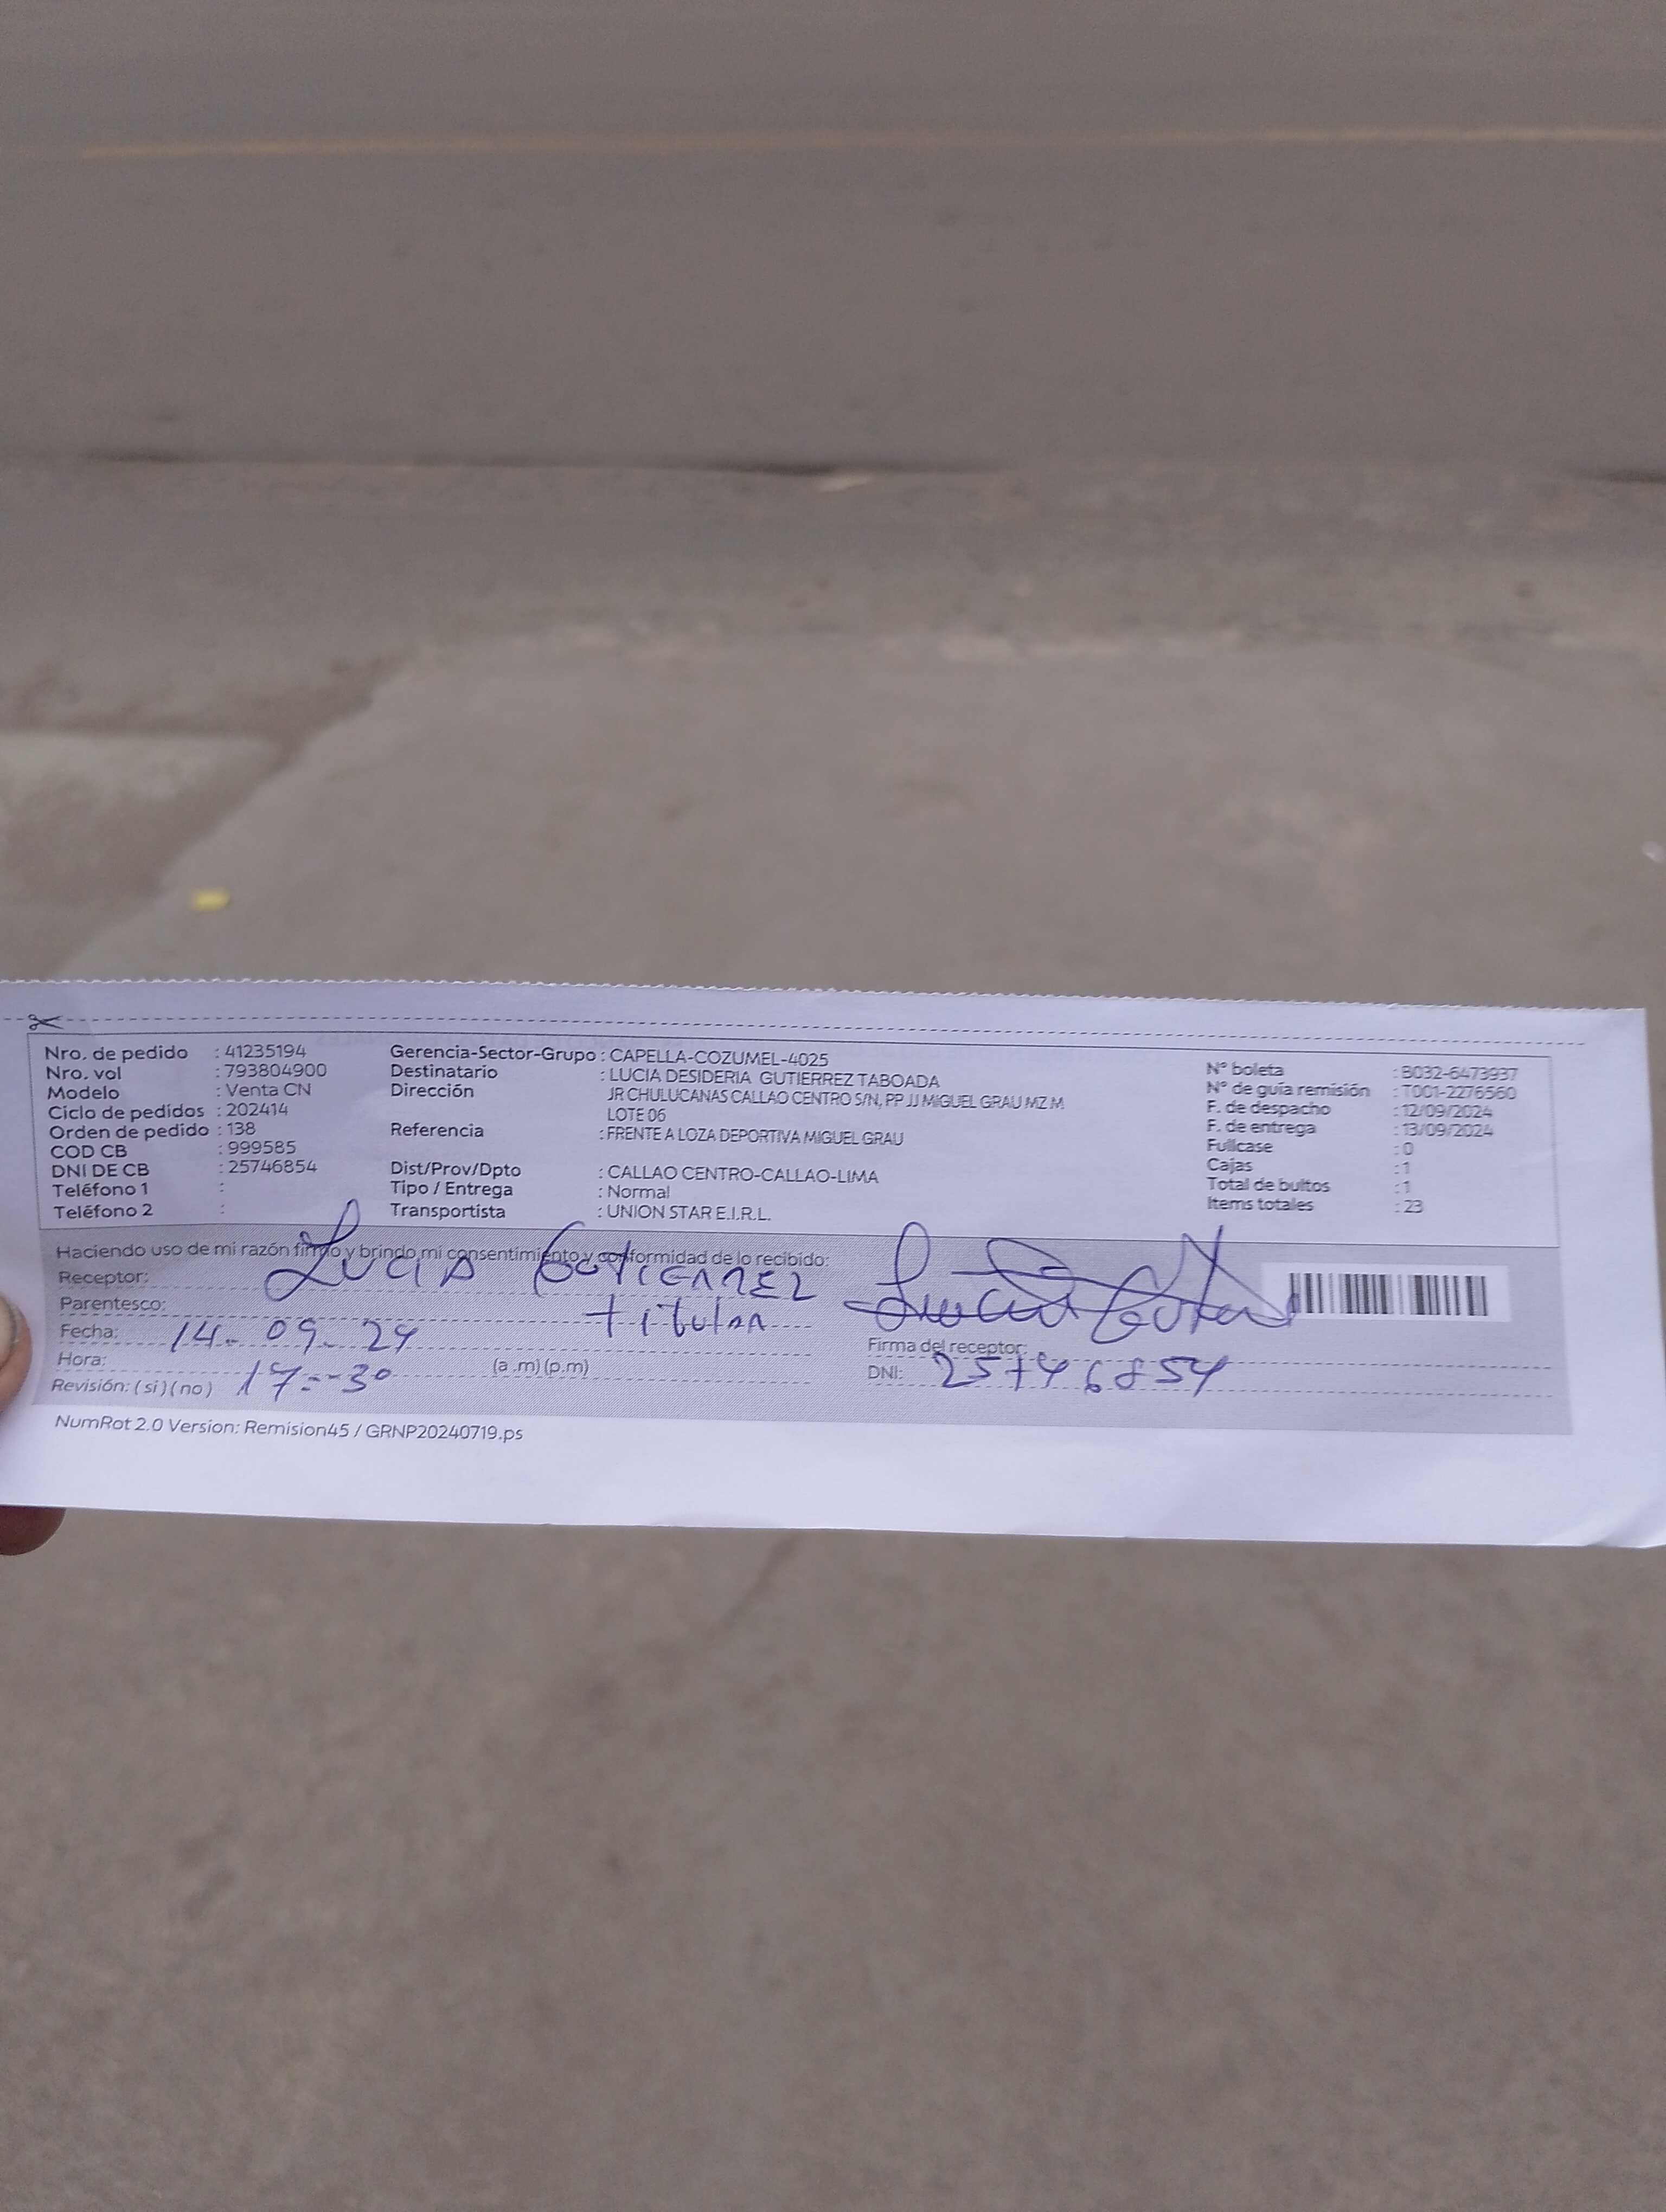 Nro. de pedido : 41235194
Nro. vol : 793804900
Modelo : Venta CN
Ciclo de pedidos : 202414
Orden de pedido : 138
COD CB : 999585
DNI DE CB : 25746854
Teléfono 1 :
Teléfono 2 :
Gerencia-Sector-Grupo : CAPELLA-COZUMEL-4025
Destinatario : LUCIA DESIDERIA GUTIERREZ TABOADA
Dirección JR CHULUCANAS CALLAO CENTRO S/N, PP JJ MIGUEL GRAU MZ M
LOTE 06
Referencia : FRENTE A LOZA DEPORTIVA MIGUEL GRAU
Dist/Prov/Dpto : CALLAO CENTRO-CALLAO-LIMA
Tipo / Entrega : Normal
Transportista : UNION STAR E.I.R.L.
N° boleta : B032-6473937
N° de guía remisión : T001-2276560
F. de despacho : 12/09/2024
F. de entrega : 13/09/2024
Fullcase : 0
Cajas : 1
Total de bultos : 1
Items totales : 23
Haciendo uso de mi razón firmo y brindo mi consentimiento y conformidad de lo recibido:
Receptor: LUCIA GUTIERREZ
Parentesco: titular
Fecha: 14-09-24
Hora: 17:30 (a .m) (p.m)
Revisión: ( si ) ( no )
Firma del receptor:
DNI: 25746854
NumRot 2.0 Version: Remision45 / GRNP20240719.ps